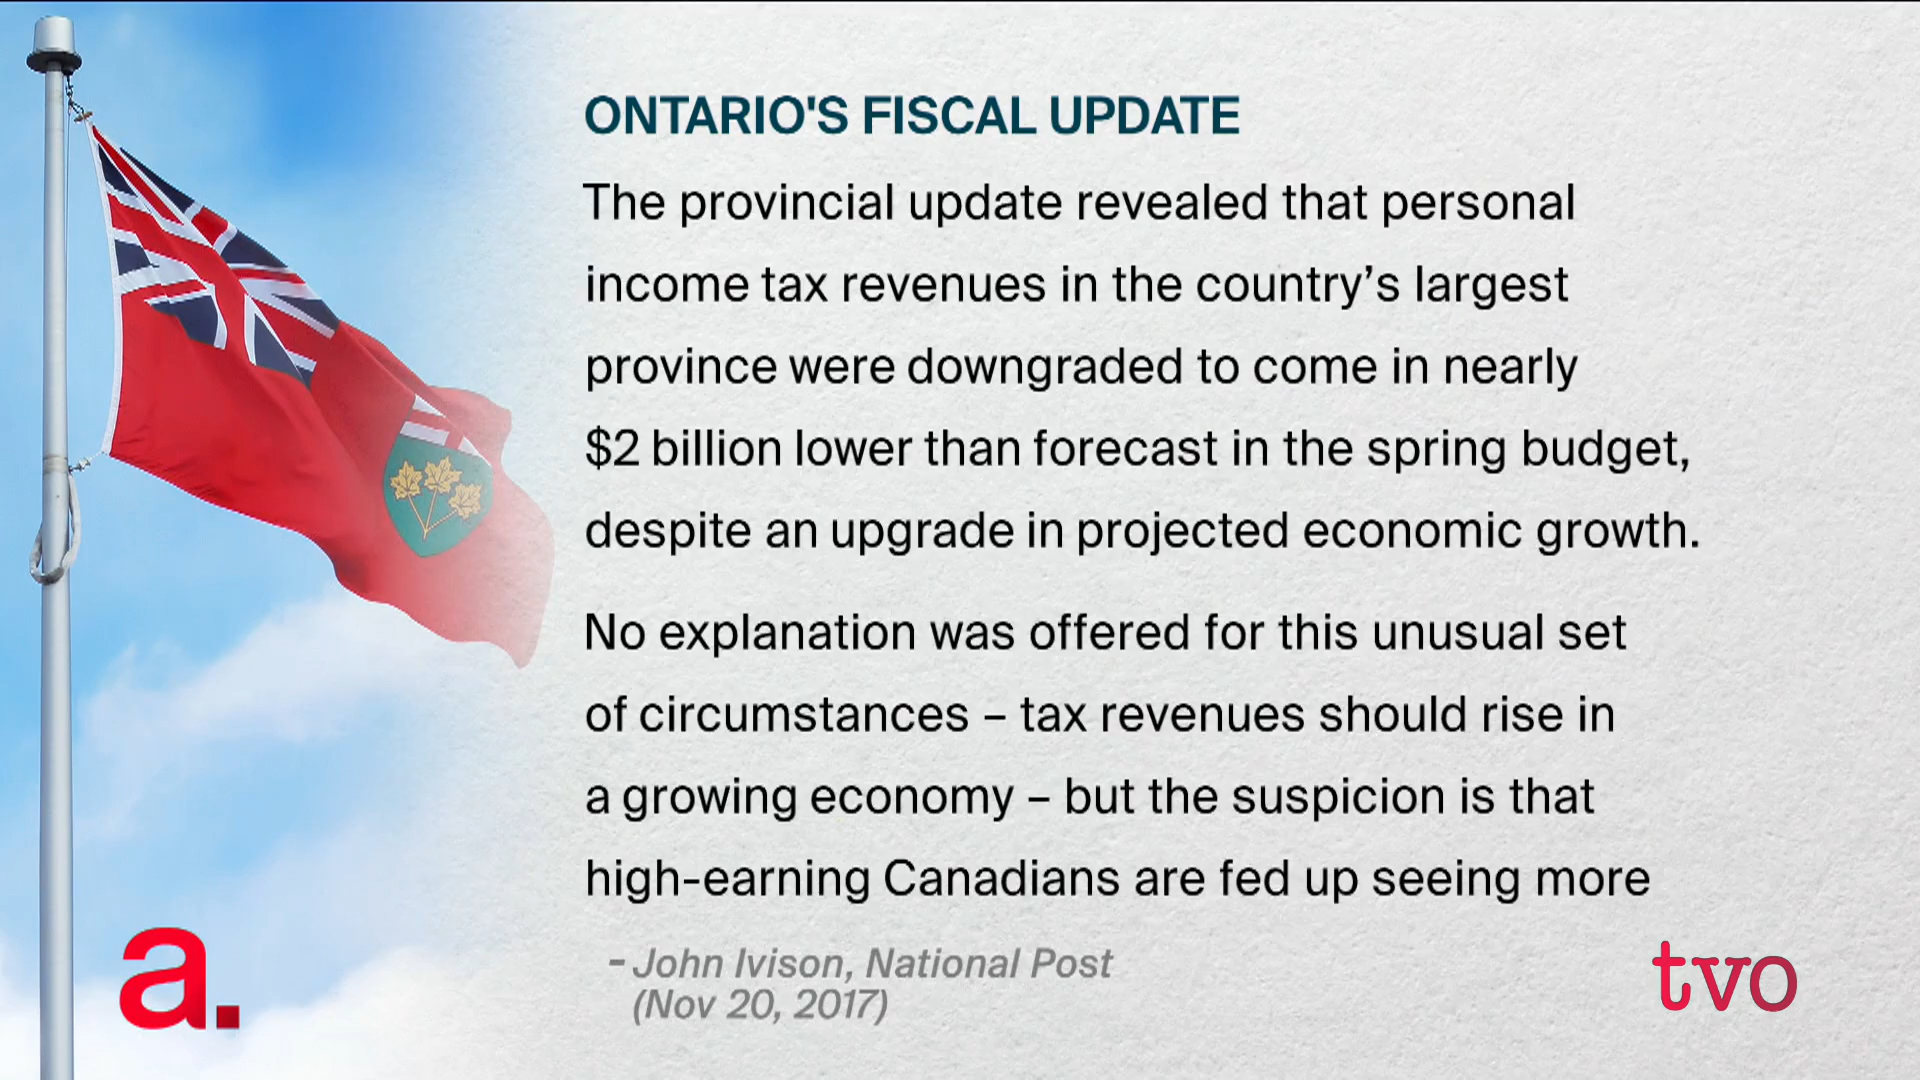 ONTARIO'S FISCAL UPDATE
The provincial update revealed that personal
income tax revenues in the country’s largest
province were downgraded to come in nearly
$2 billion lower than forecast in the spring budget,
despite an upgrade in projected economic growth.
No explanation was offered for this unusual set
of circumstances – tax revenues should rise in
a growing economy – but the suspicion is that
high-earning Canadians are fed up seeing more
- John Ivison, National Post
(Nov 20, 2017)
a.
tvo